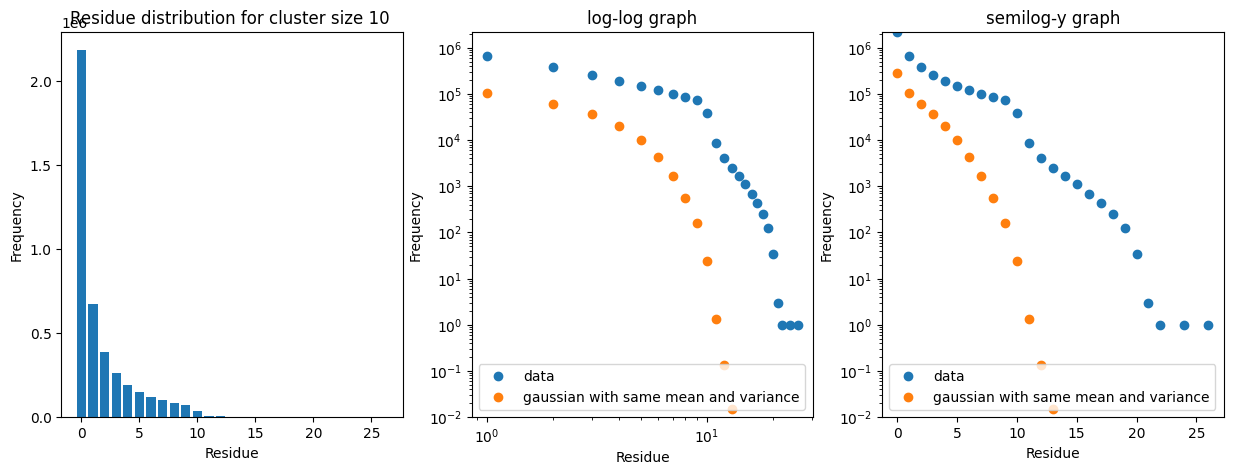 Residue distribution for cluster size 10
1e6
2.0
1.5
1.0
0.5
0.0
Frequency
0 5 10 15 20 25
Residue
log-log graph
10^6
10^5
10^4
10^3
10^2
10^1
10^0
10^-1
10^-2
Frequency
data
gaussian with same mean and variance
10^0 10^1
Residue
semilog-y graph
10^6
10^5
10^4
10^3
10^2
10^1
10^0
10^-1
10^-2
Frequency
data
gaussian with same mean and variance
0 5 10 15 20 25
Residue